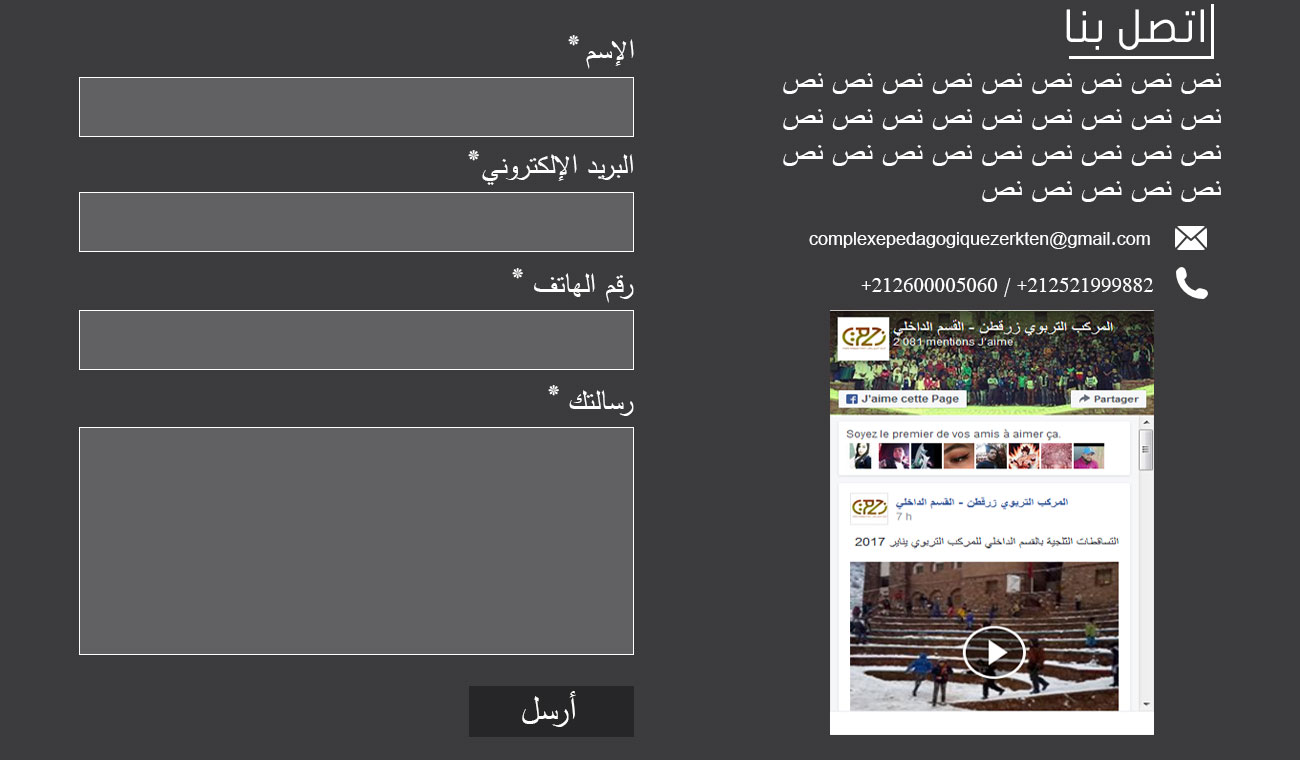 اتصل بنا
نص نص نص نص نص نص نص نص نص
نص نص نص نص نص نص نص نص نص
نص نص نص نص نص نص نص نص نص
نص نص نص نص نص
complexepedagogiquezerkten@gmail.com
+212600005060 / +212521999882
المركب التربوي زرقطن - القسم الداخلي
2 081 mentions J'aime
J'aime cette Page
Partager
Soyez le premier de vos amis à aimer ça.
المركب التربوي زرقطن - القسم الداخلي
7 h
التساقطات الثلجية بالقسم الداخلي للمركب التربوي يناير 2017
الإسم *
البريد الإلكتروني*
رقم الهاتف *
رسالتك *
أرسل